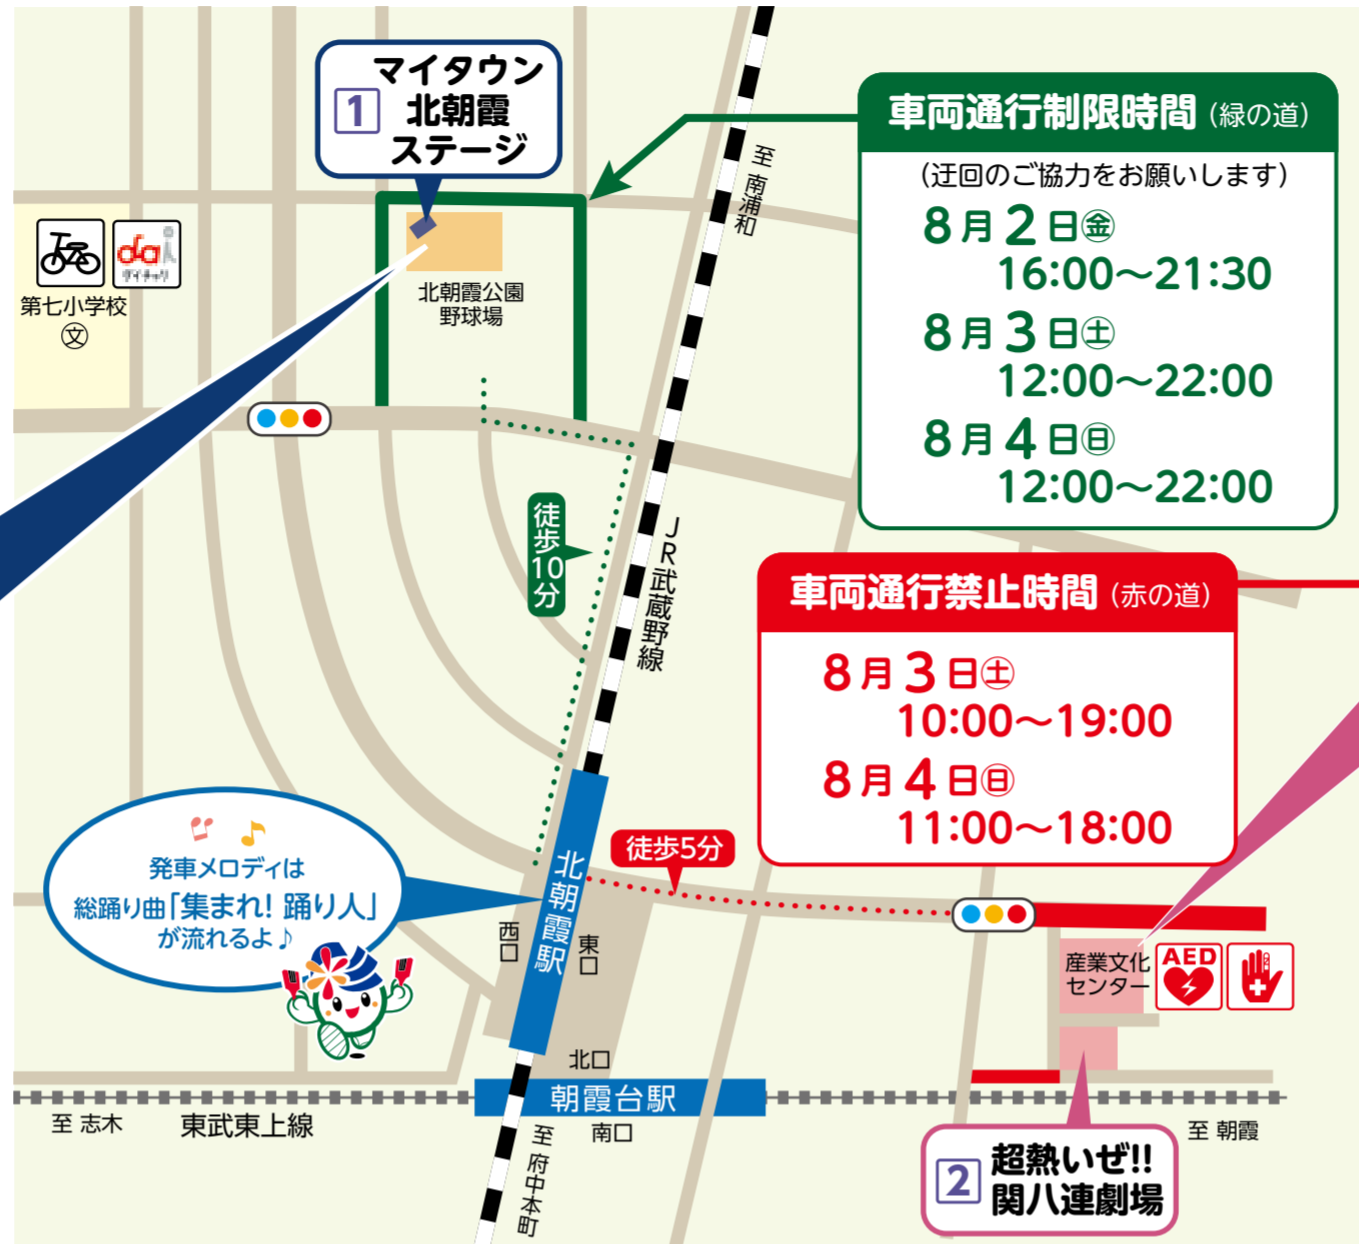 マイタウン
1 北朝霞
ステージ
車両通行制限時間（緑の道）
（迂回のご協力をお願いします）
8月2日㊎
16:00〜21:30
8月3日㊏
12:00〜22:00
8月4日㊐
12:00〜22:00
至 南浦和
第七小学校
㊛文
北朝霞公園
野球場
徒歩10分
JR武蔵野線
車両通行禁止時間（赤の道）
8月3日㊏
10:00〜19:00
8月4日㊐
11:00〜18:00
発車メロディは
総踊り曲「集まれ！踊り人」
が流れるよ♪
徒歩5分
北朝霞駅
西口
東口
産業文化
センター
AED
北口
朝霞台駅
南口
至 志木
東武東上線
至 府中本町
至 朝霞
2 超熱いぜ!!
関八連劇場